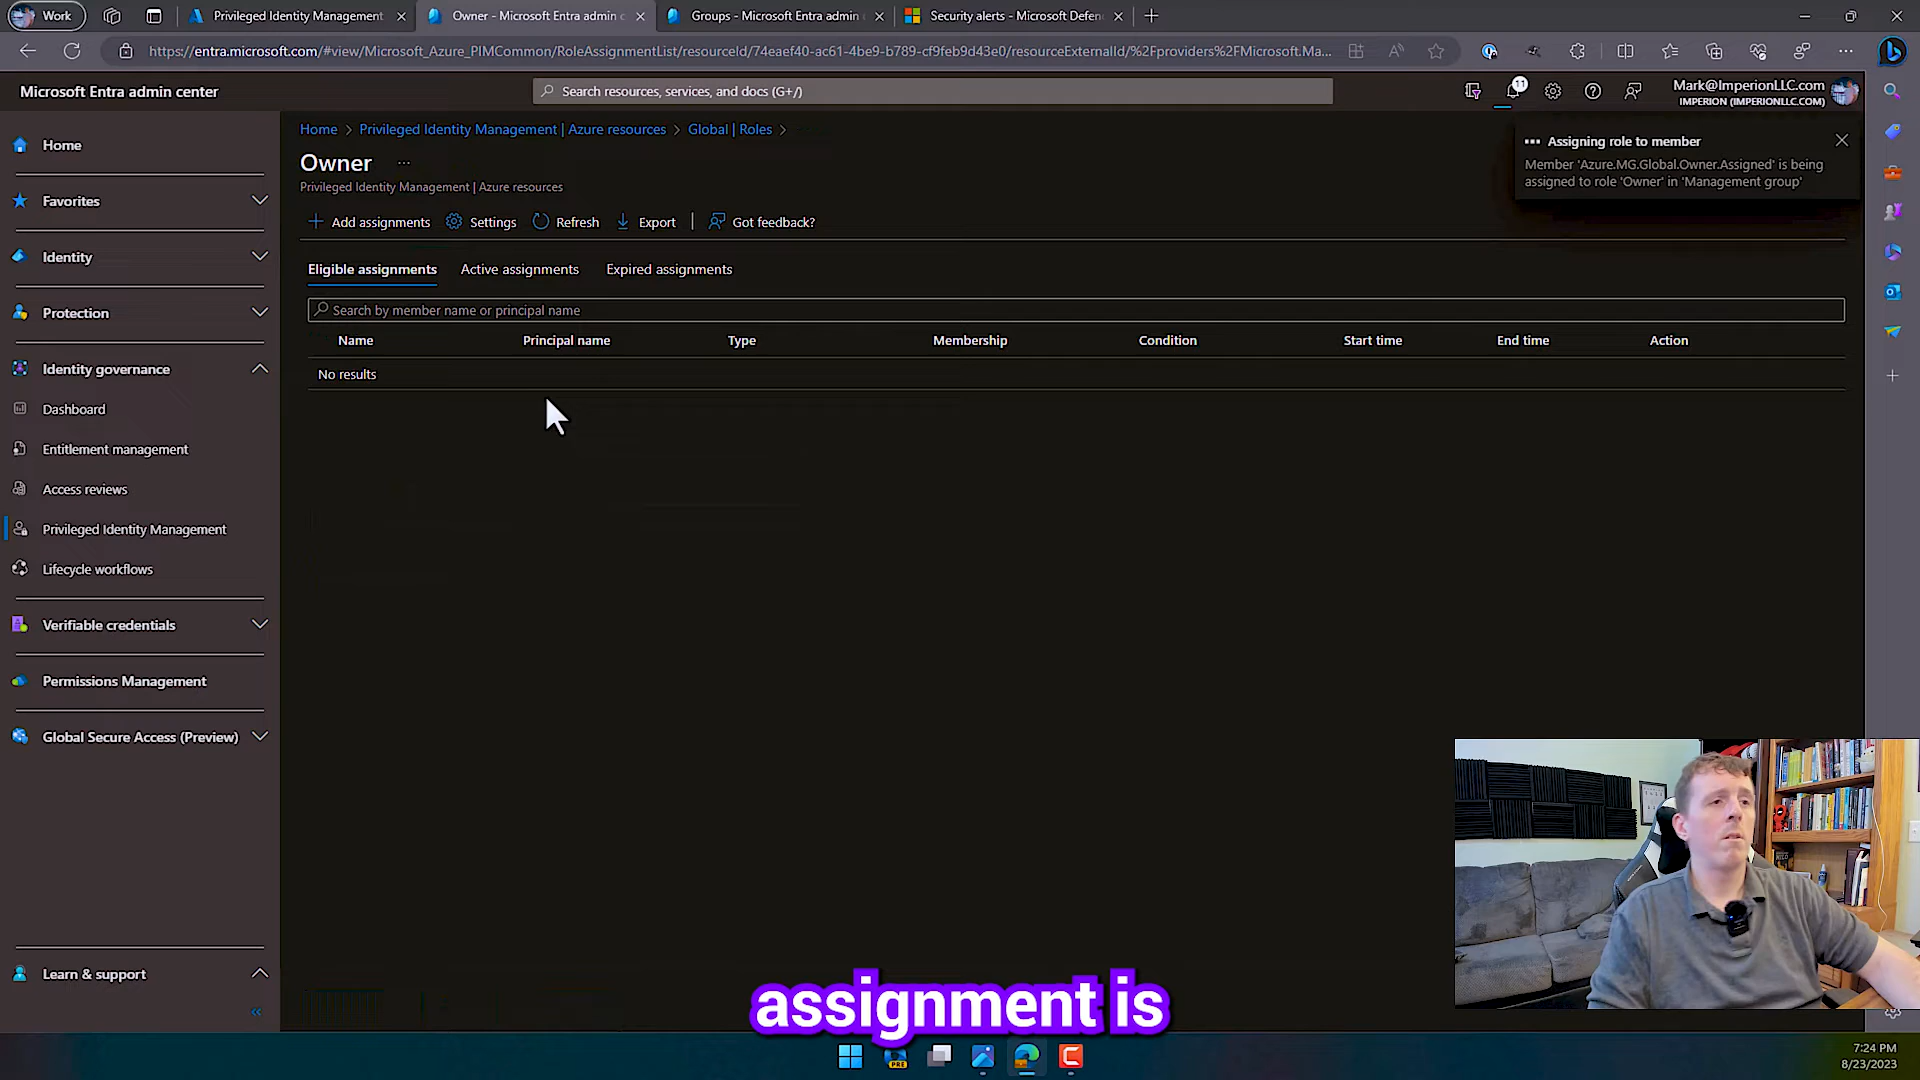 Work
Privileged Identity Management
Owner - Microsoft Entra admin c
Groups - Microsoft Entra admin
Security alerts - Microsoft Defen
https://entra.microsoft.com/#view/Microsoft_Azure_PIMCommon/RoleAssignmentList/resourceId/74eaef40-ac61-4be9-b789-cf9feb9d43e0/resourceExternalId/%2Fproviders%2FMicrosoft.Ma...
Microsoft Entra admin center
Search resources, services, and docs (G+/)
11
Mark@ImperionLLC.com
IMPERION (IMPERIONLLC.COM)
Home
Favorites
Identity
Protection
Identity governance
Dashboard
Entitlement management
Access reviews
Privileged Identity Management
Lifecycle workflows
Verifiable credentials
Permissions Management
Global Secure Access (Preview)
Learn & support
Home > Privileged Identity Management | Azure resources > Global | Roles >
Owner ...
Privileged Identity Management | Azure resources
Add assignments Settings Refresh Export | Got feedback?
Eligible assignments Active assignments Expired assignments
Search by member name or principal name
Name Principal name Type Membership Condition Start time End time Action
No results
Assigning role to member
Member 'Azure.MG.Global.Owner.Assigned' is being
assigned to role 'Owner' in 'Management group'
assignment is
PRE
7:24 PM
8/23/2023